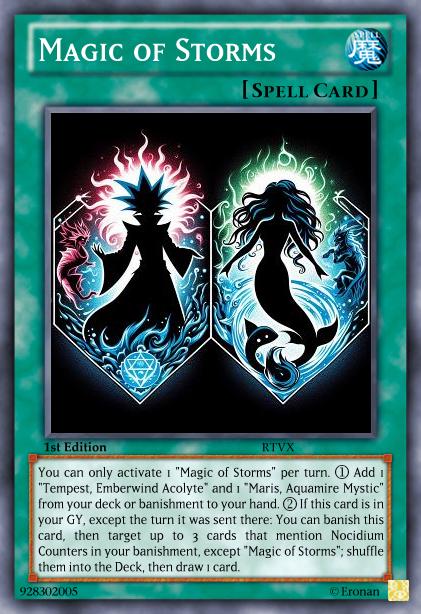 MAGIC OF STORMS
SPELL
魔
[SPELL CARD]
1st Edition
RTVX
You can only activate 1 "Magic of Storms" per turn. ① Add 1
"Tempest, Emberwind Acolyte" and 1 "Maris, Aquamire Mystic"
from your deck or banishment to your hand. ② If this card is in
your GY, except the turn it was sent there: You can banish this
card, then target up to 3 cards that mention Nocidium
Counters in your banishment, except "Magic of Storms"; shuffle
them into the Deck, then draw 1 card.
928302005
© Eronan